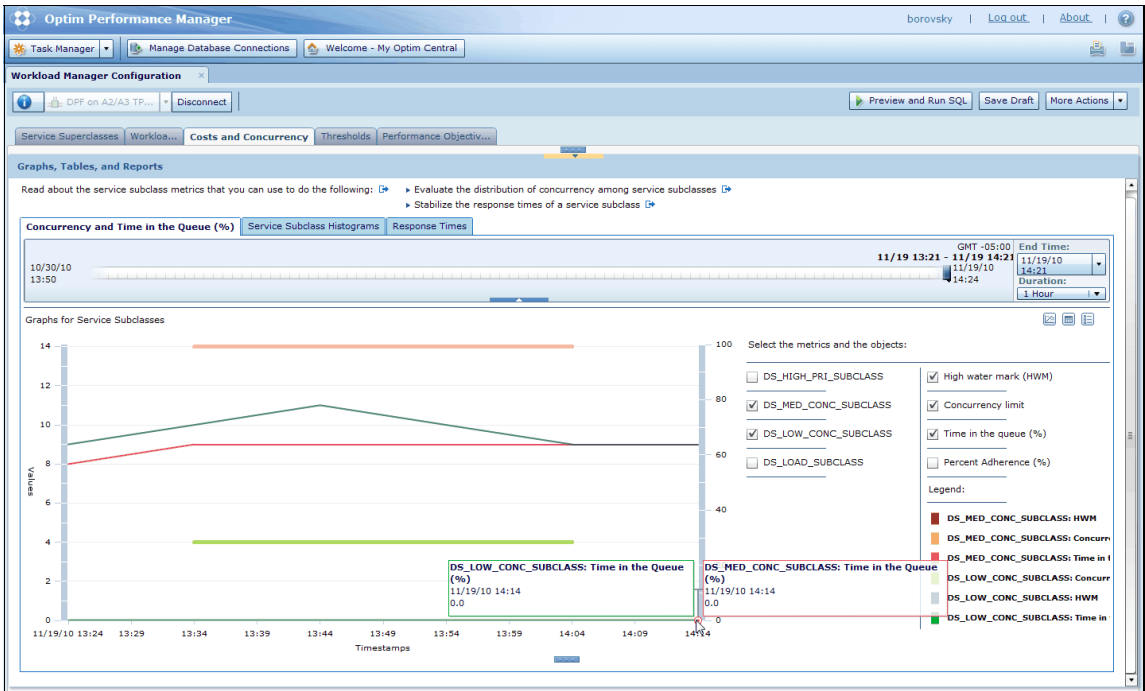 Optim Performance Manager
borovsky | Log out | About | ?
Task Manager
Manage Database Connections
Welcome - My Optim Central
Workload Manager Configuration ×
DPF on A2/A3 TP...
Disconnect
Preview and Run SQL
Save Draft
More Actions
Service Superclasses
Workloa...
Costs and Concurrency
Thresholds
Performance Objectiv...
Graphs, Tables, and Reports
Read about the service subclass metrics that you can use to do the following:
Evaluate the distribution of concurrency among service subclasses
Stabilize the response times of a service subclass
Concurrency and Time in the Queue (%)
Service Subclass Histograms
Response Times
GMT -05:00
11/19 13:21 - 11/19 14:21
10/30/10
13:50
11/19/10
14:24
End Time:
11/19/10
14:21
Duration:
1 Hour
Graphs for Service Subclasses
14
12
10
8
6
4
2
0
Values
100
80
60
40
0
11/19/10 13:24 13:29 13:34 13:39 13:44 13:49 13:54 13:59 14:04 14:09 14:14
Timestamps
DS_LOW_CONC_SUBCLASS: Time in the Queue
(%)
11/19/10 14:14
0.0
DS_MED_CONC_SUBCLASS: Time in the Queue
(%)
11/19/10 14:14
0.0
Select the metrics and the objects:
DS_HIGH_PRI_SUBCLASS
DS_MED_CONC_SUBCLASS
DS_LOW_CONC_SUBCLASS
DS_LOAD_SUBCLASS
High water mark (HWM)
Concurrency limit
Time in the queue (%)
Percent Adherence (%)
Legend:
DS_MED_CONC_SUBCLASS: HWM
DS_MED_CONC_SUBCLASS: Concurr
DS_MED_CONC_SUBCLASS: Time in t
DS_LOW_CONC_SUBCLASS: Concurr
DS_LOW_CONC_SUBCLASS: HWM
DS_LOW_CONC_SUBCLASS: Time in